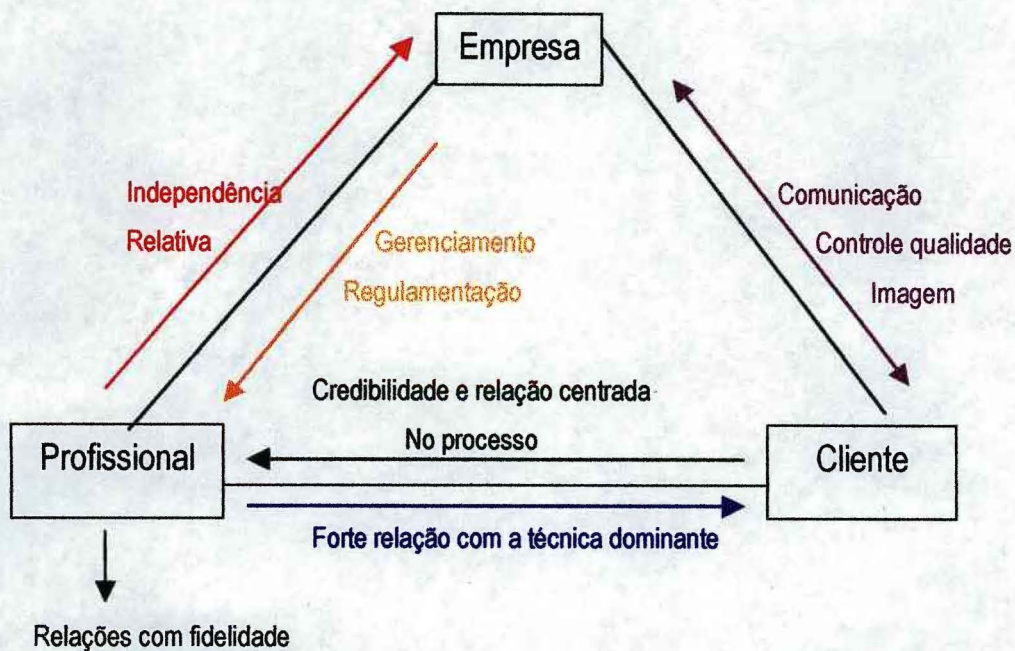 Empresa
Independência
Relativa
Gerenciamento
Regulamentação
Comunicação
Controle qualidade
Imagem
Credibilidade e relação centrada
No processo
Profissional
Cliente
Forte relação com a técnica dominante
Relações com fidelidade